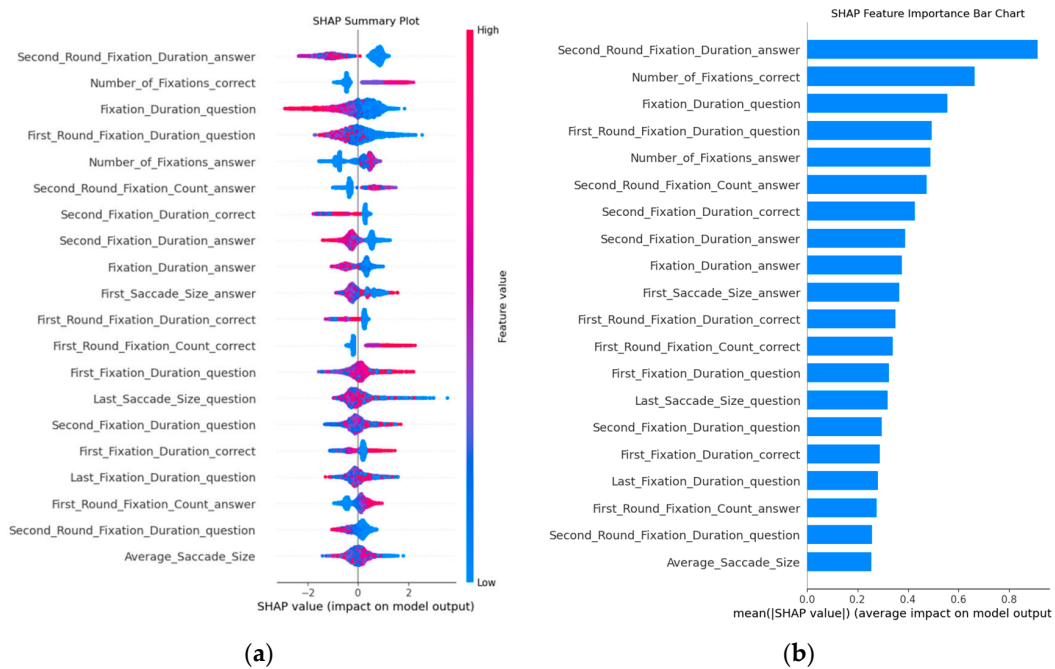 SHAP Summary Plot
Second_Round_Fixation_Duration_answer
Number_of_Fixations_correct
Fixation_Duration_question
First_Round_Fixation_Duration_question
Number_of_Fixations_answer
Second_Round_Fixation_Count_answer
Second_Fixation_Duration_correct
Second_Fixation_Duration_answer
Fixation_Duration_answer
First_Saccade_Size_answer
First_Round_Fixation_Duration_correct
First_Round_Fixation_Count_correct
First_Fixation_Duration_question
Last_Saccade_Size_question
Second_Fixation_Duration_question
First_Fixation_Duration_correct
Last_Fixation_Duration_question
First_Round_Fixation_Count_answer
Second_Round_Fixation_Duration_question
Average_Saccade_Size
−2 0 2
SHAP value (impact on model output)
High
Feature value
Low
(a)
SHAP Feature Importance Bar Chart
Second_Round_Fixation_Duration_answer
Number_of_Fixations_correct
Fixation_Duration_question
First_Round_Fixation_Duration_question
Number_of_Fixations_answer
Second_Round_Fixation_Count_answer
Second_Fixation_Duration_correct
Second_Fixation_Duration_answer
Fixation_Duration_answer
First_Saccade_Size_answer
First_Round_Fixation_Duration_correct
First_Round_Fixation_Count_correct
First_Fixation_Duration_question
Last_Saccade_Size_question
Second_Fixation_Duration_question
First_Fixation_Duration_correct
Last_Fixation_Duration_question
First_Round_Fixation_Count_answer
Second_Round_Fixation_Duration_question
Average_Saccade_Size
0.0 0.2 0.4 0.6 0.8
mean(|SHAP value|) (average impact on model output
(b)